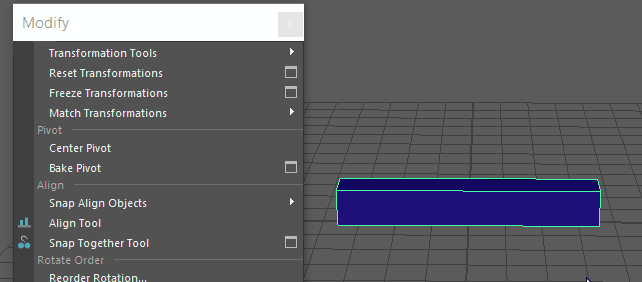 Modify
Transformation Tools
Reset Transformations
Freeze Transformations
Match Transformations
Pivot
Center Pivot
Bake Pivot
Align
Snap Align Objects
Align Tool
Snap Together Tool
Rotate Order
Reorder Rotation...